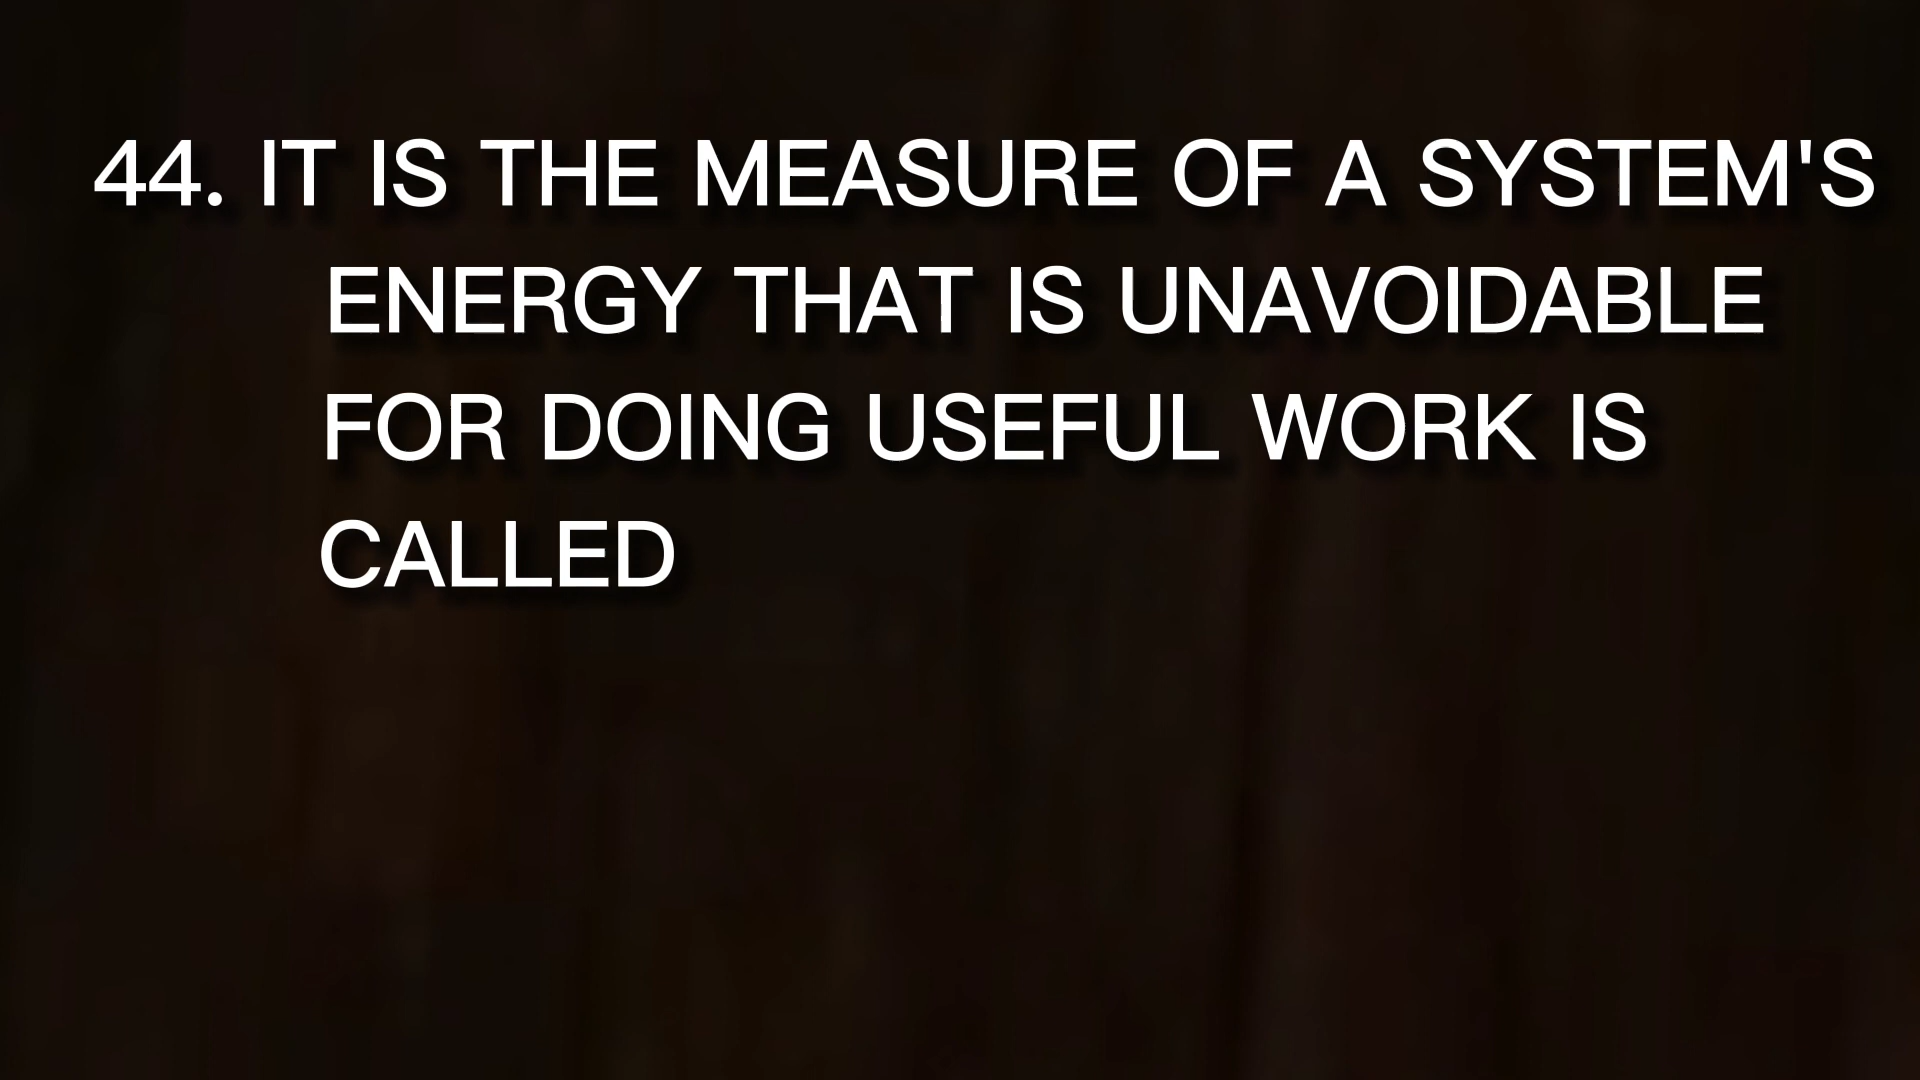 44. IT IS THE MEASURE OF A SYSTEM'S
ENERGY THAT IS UNAVOIDABLE
FOR DOING USEFUL WORK IS
CALLED